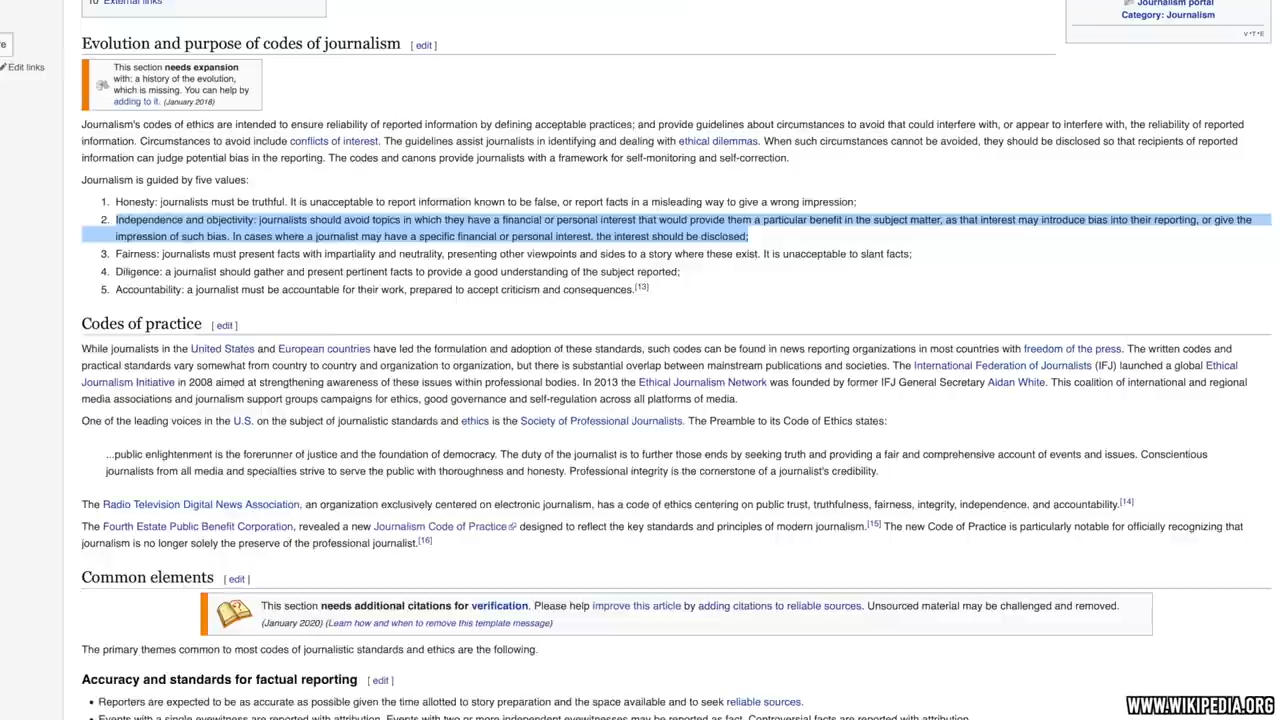 10 External links
Journalism portal
Category: Journalism
V • T • E
Edit links
Evolution and purpose of codes of journalism [ edit ]
This section needs expansion
with: a history of the evolution,
which is missing. You can help by
adding to it. (January 2018)
Journalism's codes of ethics are intended to ensure reliability of reported information by defining acceptable practices; and provide guidelines about circumstances to avoid that could interfere with, or appear to interfere with, the reliability of reported
information. Circumstances to avoid include conflicts of interest. The guidelines assist journalists in identifying and dealing with ethical dilemmas. When such circumstances cannot be avoided, they should be disclosed so that recipients of reported
information can judge potential bias in the reporting. The codes and canons provide journalists with a framework for self-monitoring and self-correction.
Journalism is guided by five values:
1. Honesty: journalists must be truthful. It is unacceptable to report information known to be false, or report facts in a misleading way to give a wrong impression;
2. Independence and objectivity: journalists should avoid topics in which they have a financial or personal interest that would provide them a particular benefit in the subject matter, as that interest may introduce bias into their reporting, or give the
impression of such bias. In cases where a journalist may have a specific financial or personal interest, the interest should be disclosed;
3. Fairness: journalists must present facts with impartiality and neutrality, presenting other viewpoints and sides to a story where these exist. It is unacceptable to slant facts;
4. Diligence: a journalist should gather and present pertinent facts to provide a good understanding of the subject reported;
5. Accountability: a journalist must be accountable for their work, prepared to accept criticism and consequences.[13]
Codes of practice [ edit ]
While journalists in the United States and European countries have led the formulation and adoption of these standards, such codes can be found in news reporting organizations in most countries with freedom of the press. The written codes and
practical standards vary somewhat from country to country and organization to organization, but there is substantial overlap between mainstream publications and societies. The International Federation of Journalists (IFJ) launched a global Ethical
Journalism Initiative in 2008 aimed at strengthening awareness of these issues within professional bodies. In 2013 the Ethical Journalism Network was founded by former IFJ General Secretary Aidan White. This coalition of international and regional
media associations and journalism support groups campaigns for ethics, good governance and self-regulation across all platforms of media.
One of the leading voices in the U.S. on the subject of journalistic standards and ethics is the Society of Professional Journalists. The Preamble to its Code of Ethics states:
...public enlightenment is the forerunner of justice and the foundation of democracy. The duty of the journalist is to further those ends by seeking truth and providing a fair and comprehensive account of events and issues. Conscientious
journalists from all media and specialties strive to serve the public with thoroughness and honesty. Professional integrity is the cornerstone of a journalist's credibility.
The Radio Television Digital News Association, an organization exclusively centered on electronic journalism, has a code of ethics centering on public trust, truthfulness, fairness, integrity, independence, and accountability.[14]
The Fourth Estate Public Benefit Corporation, revealed a new Journalism Code of Practice designed to reflect the key standards and principles of modern journalism.[15] The new Code of Practice is particularly notable for officially recognizing that
journalism is no longer solely the preserve of the professional journalist.[16]
Common elements [ edit ]
This section needs additional citations for verification. Please help improve this article by adding citations to reliable sources. Unsourced material may be challenged and removed.
(January 2020) (Learn how and when to remove this template message)
The primary themes common to most codes of journalistic standards and ethics are the following.
Accuracy and standards for factual reporting [ edit ]
• Reporters are expected to be as accurate as possible given the time allotted to story preparation and the space available and to seek reliable sources.
• Events with a single eyewitness are reported with attribution. Events with two or more independent eyewitnesses may be reported as fact. Controversial facts are reported with attribution.
WWW.WIKIPEDIA.ORG